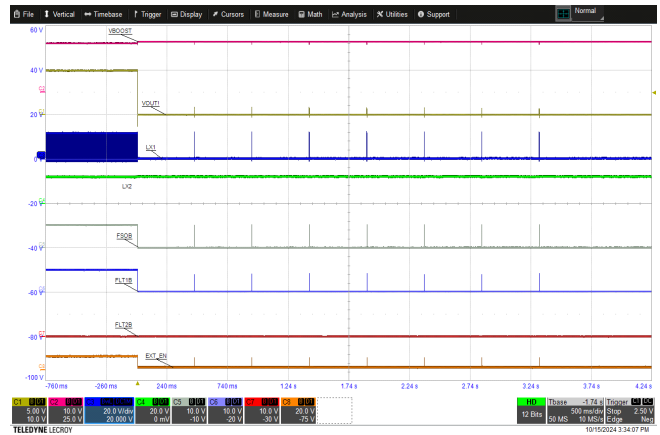 File Vertical Timebase Trigger Display Cursors Measure Math Analysis Utilities Support Normal
60 V
VBOOST
40 V
VOUT1
20 V
LX1
0 V
LX2
-20 V
FSOB
-40 V
FLT1B
-60 V
FLT2B
-80 V
EXT_EN
-100 V
-760 ms -260 ms 240 ms 740 ms 1.24 s 1.74 s 2.24 s 2.74 s 3.24 s 3.74 s 4.24 s
C1 C2 C4 C5 C6 C8 HD Tbase -1.74 s Trigger
5.00 V 10.0 V 20.0 V/div 20.0 V 10.0 V 10.0 V 10.0 V 20.0 V 12 Bits 500 ms/div Stop 2.50 V
10.0 V 25.0 V 20.000 V 0 mV -10 V -20 V -30 V -75 V 50 MS 10 MS/s Edge Neg
TELEDYNE LECROY 10/15/2024 3:34:07 PM